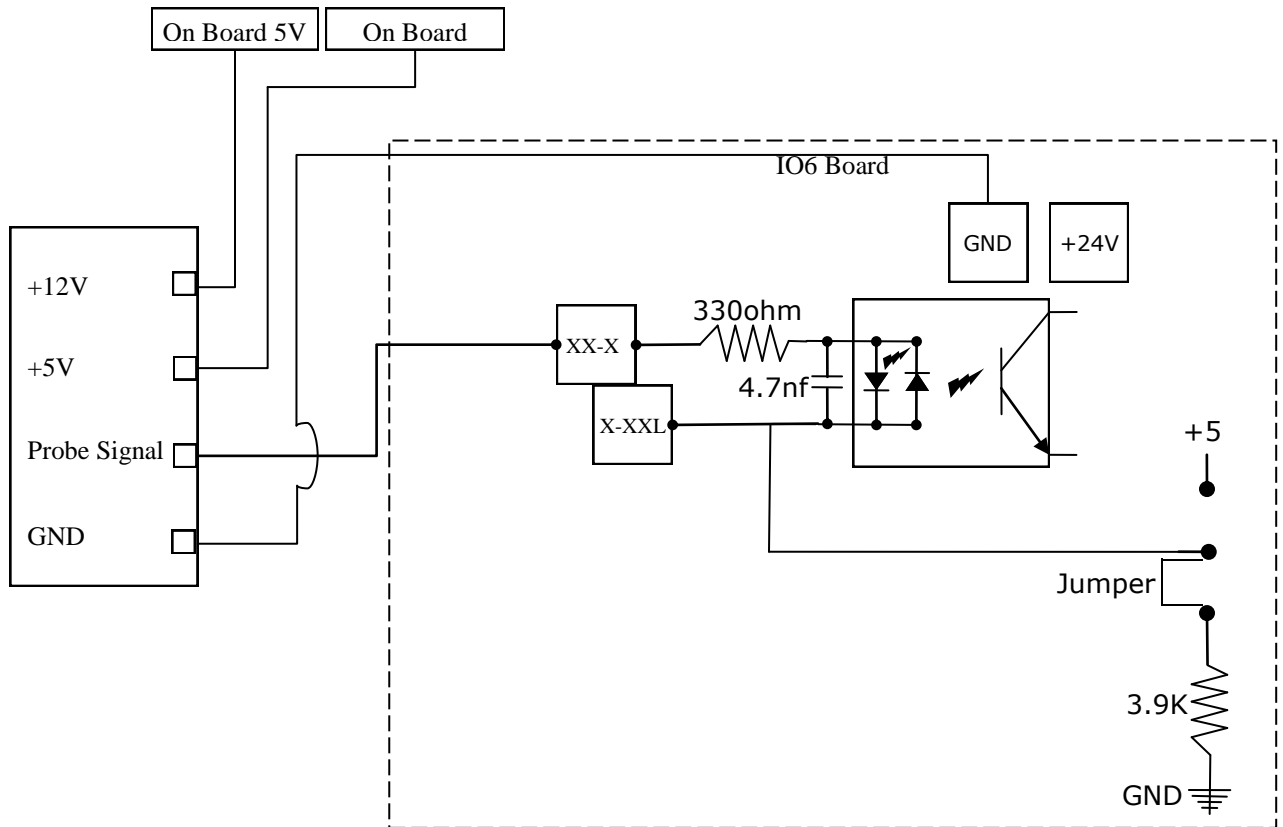 On Board 5V
On Board
IO6 Board
GND
+24V
+12V
+5V
Probe Signal
GND
XX-X
330ohm
4.7nf
X-XXL
+5
Jumper
3.9K
GND